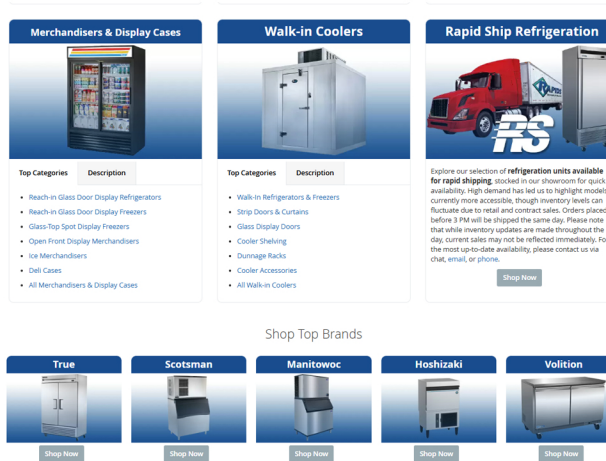 Merchandisers & Display Cases
Top Categories Description
Reach-in Glass Door Display Refrigerators
Reach-in Glass Door Display Freezers
Glass-Top Spot Display Freezers
Open Front Display Merchandisers
Ice Merchandisers
Deli Cases
All Merchandisers & Display Cases
Walk-in Coolers
Top Categories Description
Walk-In Refrigerators & Freezers
Strip Doors & Curtains
Glass Display Doors
Cooler Shelving
Dunnage Racks
Cooler Accessories
All Walk-in Coolers
Rapid Ship Refrigeration
RAPIDS
RS
Explore our selection of refrigeration units available
for rapid shipping, stocked in our showroom for quick
availability. High demand has led us to highlight models
currently more accessible, though inventory levels can
fluctuate due to retail and contract sales. Orders placed
before 3 PM will be shipped the same day. Please note
that while inventory updates are made throughout the
day, current sales may not be reflected immediately. Fo
the most up-to-date availability, please contact us via
chat, email, or phone.
Shop Now
Shop Top Brands
True
Shop Now
Scotsman
Shop Now
Manitowoc
Shop Now
Hoshizaki
Shop Now
Volition
Shop Now